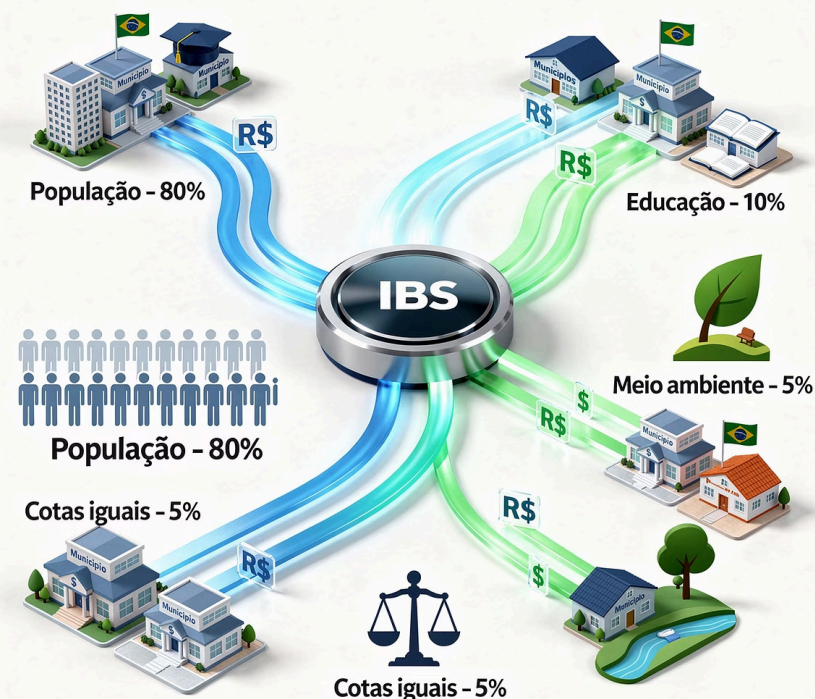 Município
Município
R$
População - 80%
Municípios
Município
R$
R$
Educação - 10%
IBS
Meio ambiente - 5%
População - 80%
$
R$
Município
Cotas iguais - 5%
Município
$
R$
Município
$
R$
$
Município
Cotas iguais - 5%